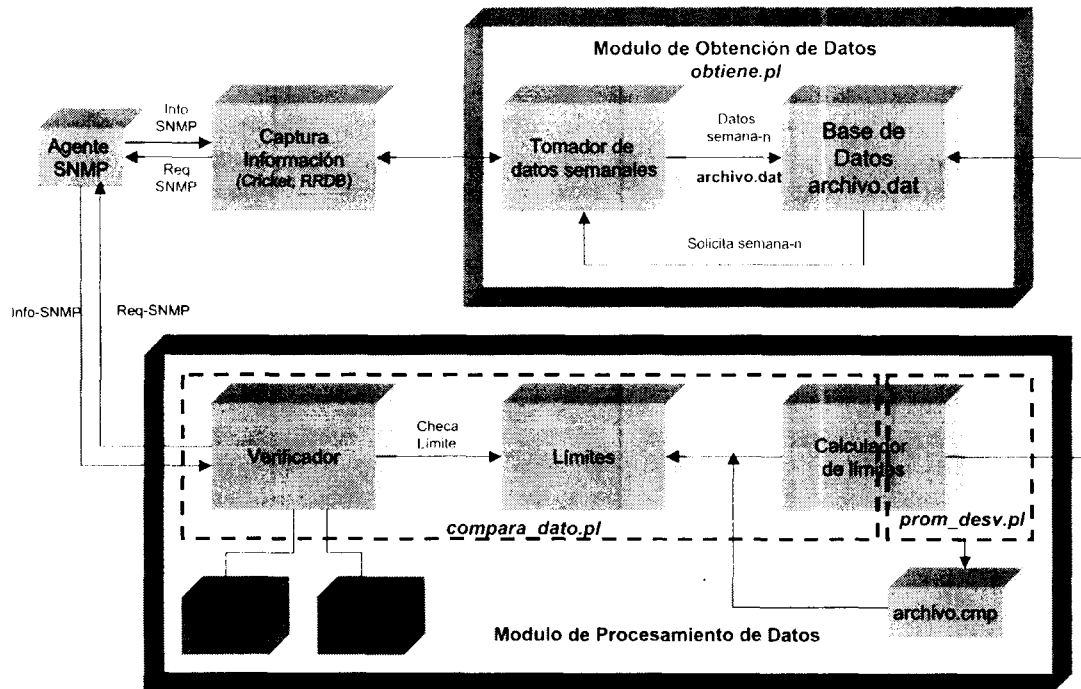 Modulo de Obtención de Datos
obtiene.pl
Info
SNMP
Agente
SNMP
Req
SNMP
Captura
Información
(Cricket, RRDB)
Tomador de
datos semanales
Datos
semana-n
archivo.dat
Base de
Datos
archivo.dat
Solicita semana-n
Info-SNMP
Req-SNMP
Verificador
Checa
Límite
Límites
Calculador
de límites
compara_dato.pl
prom_desv.pl
archivo.cmp
Modulo de Procesamiento de Datos